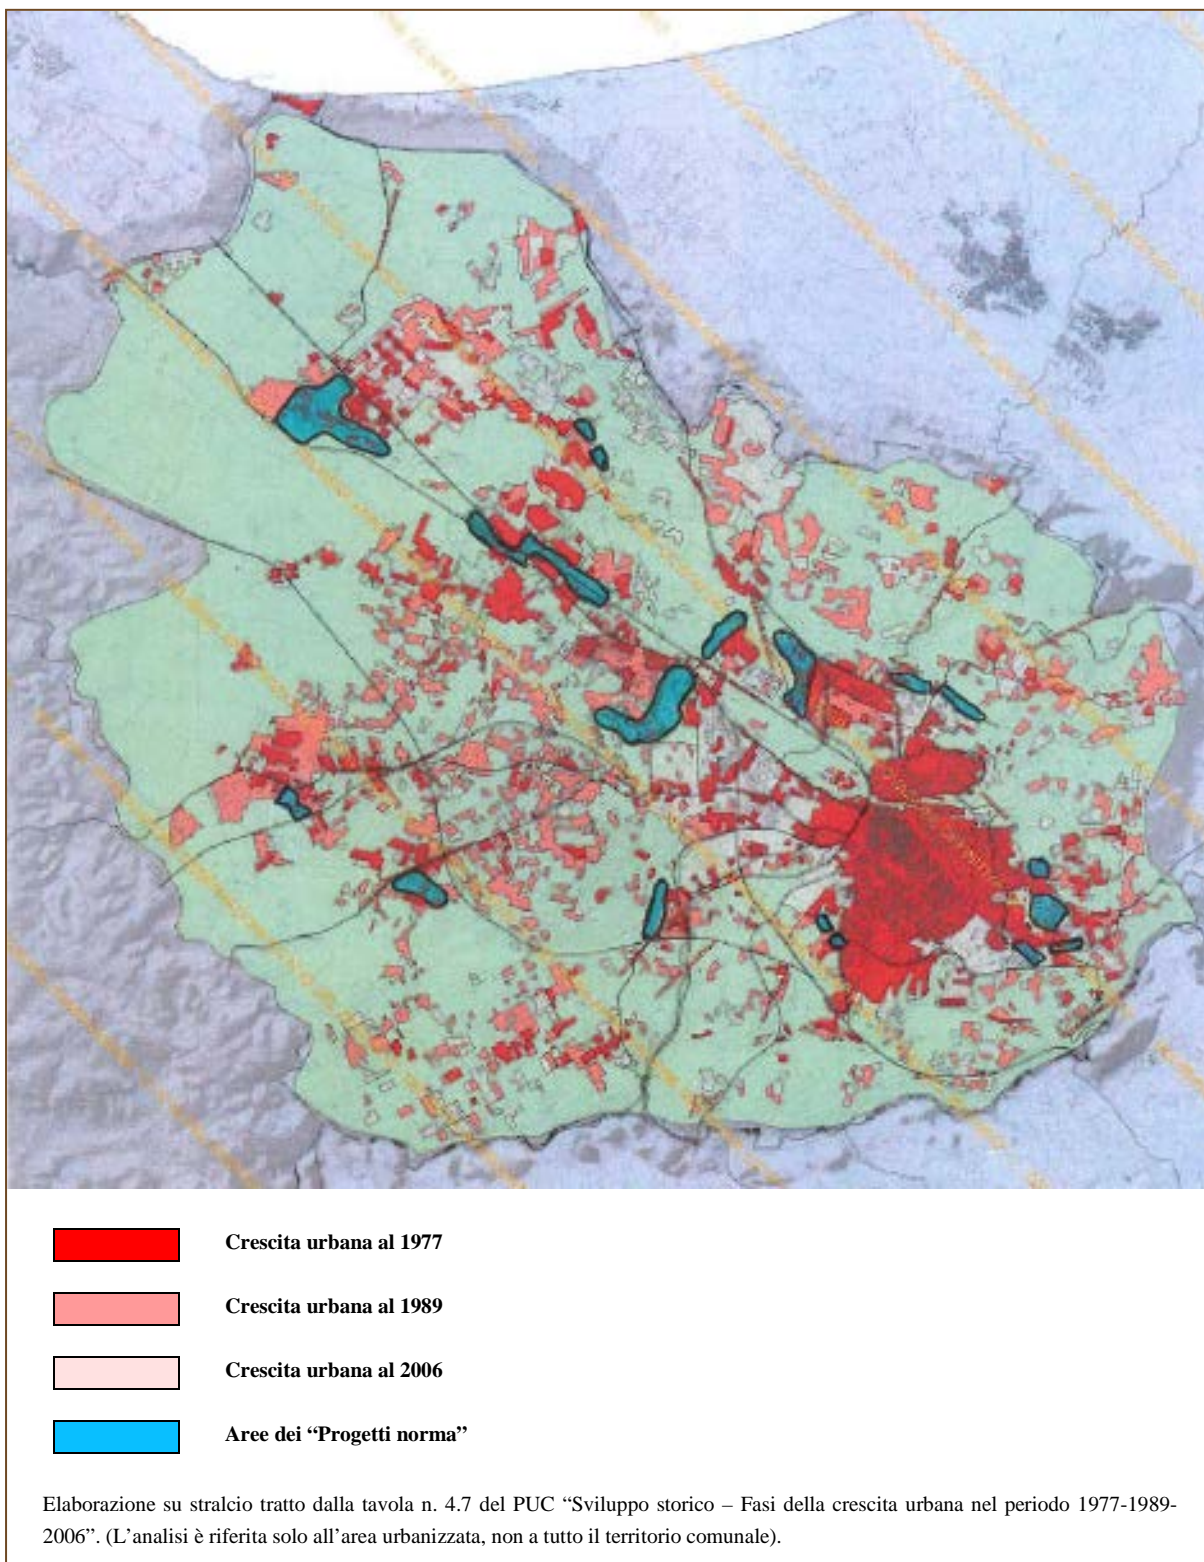 Crescita urbana al 1977
Crescita urbana al 1989
Crescita urbana al 2006
Aree dei “Progetti norma”
Elaborazione su stralcio tratto dalla tavola n. 4.7 del PUC “Sviluppo storico – Fasi della crescita urbana nel periodo 1977-1989-
2006”. (L’analisi è riferita solo all’area urbanizzata, non a tutto il territorio comunale).